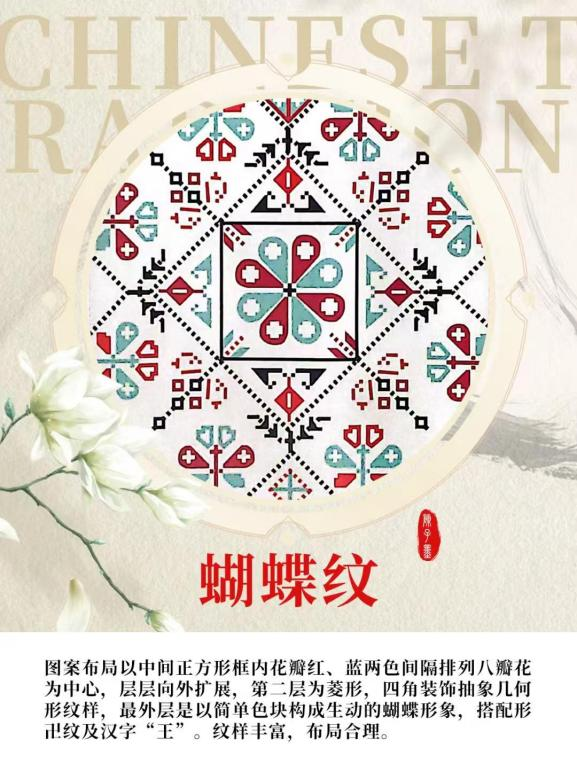 CHINESE T
RADITION
陳子墨
蝴蝶纹
图案布局以中间正方形框内花瓣红、蓝两色间隔排列八瓣花
为中心，层层向外扩展，第二层为菱形，四角装饰抽象几何
形纹样，最外层是以简单色块构成生动的蝴蝶形象，搭配形
卍纹及汉字“王”。纹样丰富，布局合理。